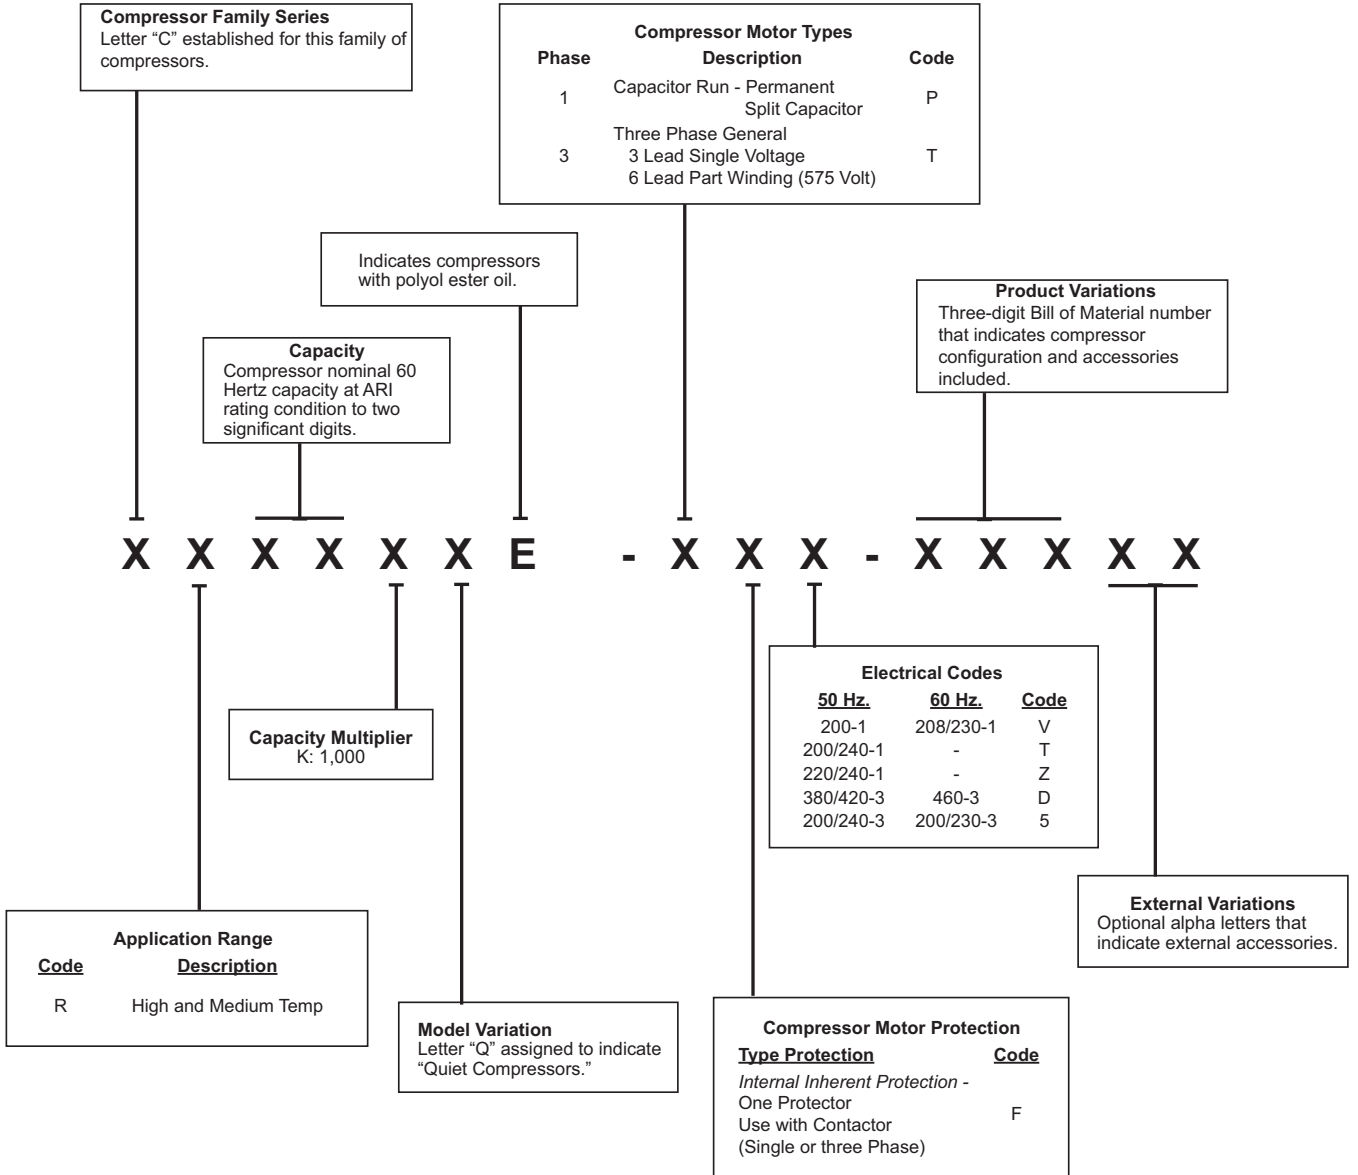 Compressor Family Series
Letter “C” established for this family of
compressors.
Compressor Motor Types
Phase Description Code
1 Capacitor Run - Permanent
Split Capacitor P
Three Phase General
3 3 Lead Single Voltage T
6 Lead Part Winding (575 Volt)
Indicates compressors
with polyol ester oil.
Product Variations
Three-digit Bill of Material number
that indicates compressor
configuration and accessories
included.
Capacity
Compressor nominal 60
Hertz capacity at ARI
rating condition to two
significant digits.
X X X X X X E - X X X - X X X X X
Electrical Codes
50 Hz. 60 Hz. Code
200-1 208/230-1 V
200/240-1 - T
220/240-1 - Z
380/420-3 460-3 D
200/240-3 200/230-3 5
Capacity Multiplier
K: 1,000
External Variations
Optional alpha letters that
indicate external accessories.
Application Range
Code Description
R High and Medium Temp
Model Variation
Letter “Q” assigned to indicate
“Quiet Compressors.”
Compressor Motor Protection
Type Protection Code
Internal Inherent Protection -
One Protector
Use with Contactor F
(Single or three Phase)